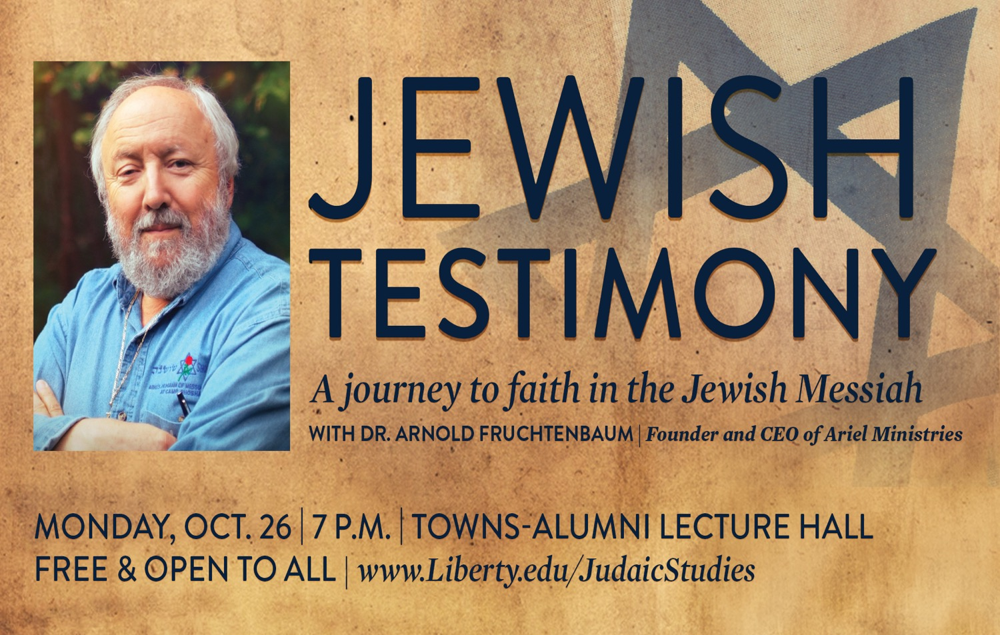 JEWISH
TESTIMONY
A journey to faith in the Jewish Messiah
WITH DR. ARNOLD FRUCHTENBAUM | Founder and CEO of Ariel Ministries
MONDAY, OCT. 26 | 7 P.M. | TOWNS-ALUMNI LECTURE HALL
FREE & OPEN TO ALL | www.Liberty.edu/JudaicStudies